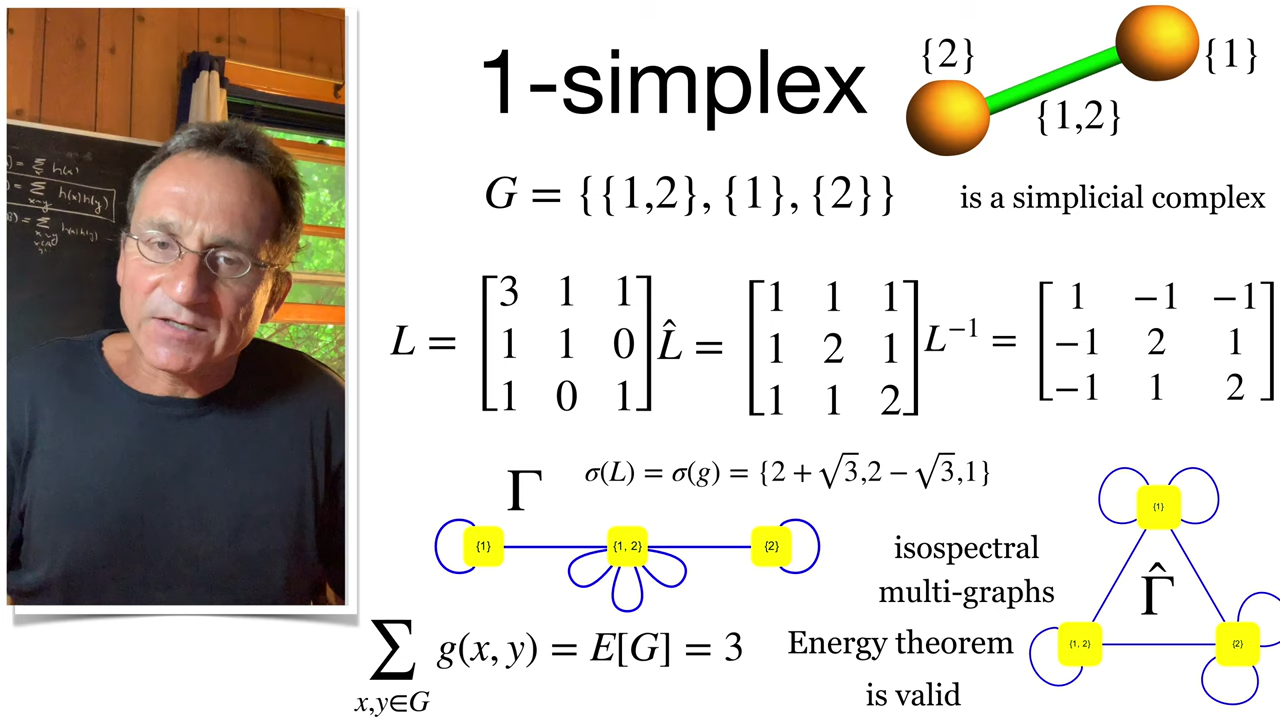 1-simplex
{2}
{1}
{1,2}
G = {{1,2}, {1}, {2}}
is a simplicial complex
L = [3 1 1
1 1 0
1 0 1]
L̂ = [1 1 1
1 2 1
1 1 2]
L⁻¹ = [1 −1 −1
−1 2 1
−1 1 2]
Γ
σ(L) = σ(g) = {2 + √3,2 − √3,1}
{1}
{1, 2}
{2}
isospectral
multi-graphs
{1}
Γ̂
{1, 2}
{2}
∑ g(x, y) = E[G] = 3
x,y∈G
Energy theorem
is valid
= ∑ h(x)
= ∑ h(x) h(y)
x~y